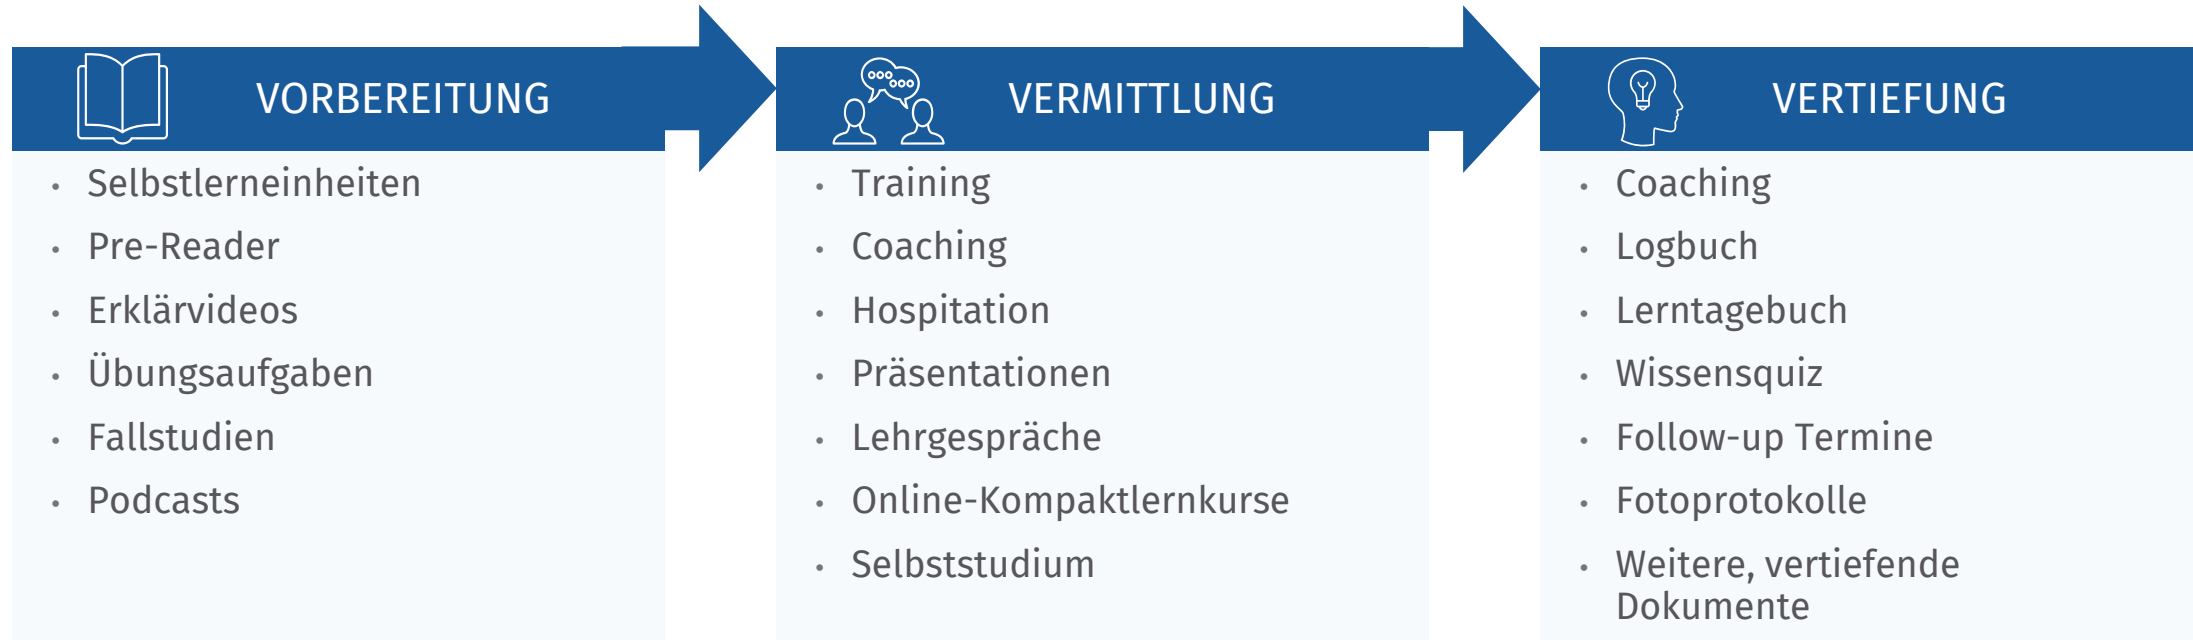 VORBEREITUNG
Selbstlerneinheiten
Pre-Reader
Erklärvideos
Übungsaufgaben
Fallstudien
Podcasts
VERMITTLUNG
Training
Coaching
Hospitation
Präsentationen
Lehrgespräche
Online-Kompaktlernkurse
Selbststudium
VERTIEFUNG
Coaching
Logbuch
Lerntagebuch
Wissensquiz
Follow-up Termine
Fotoprotokolle
Weitere, vertiefende
Dokumente